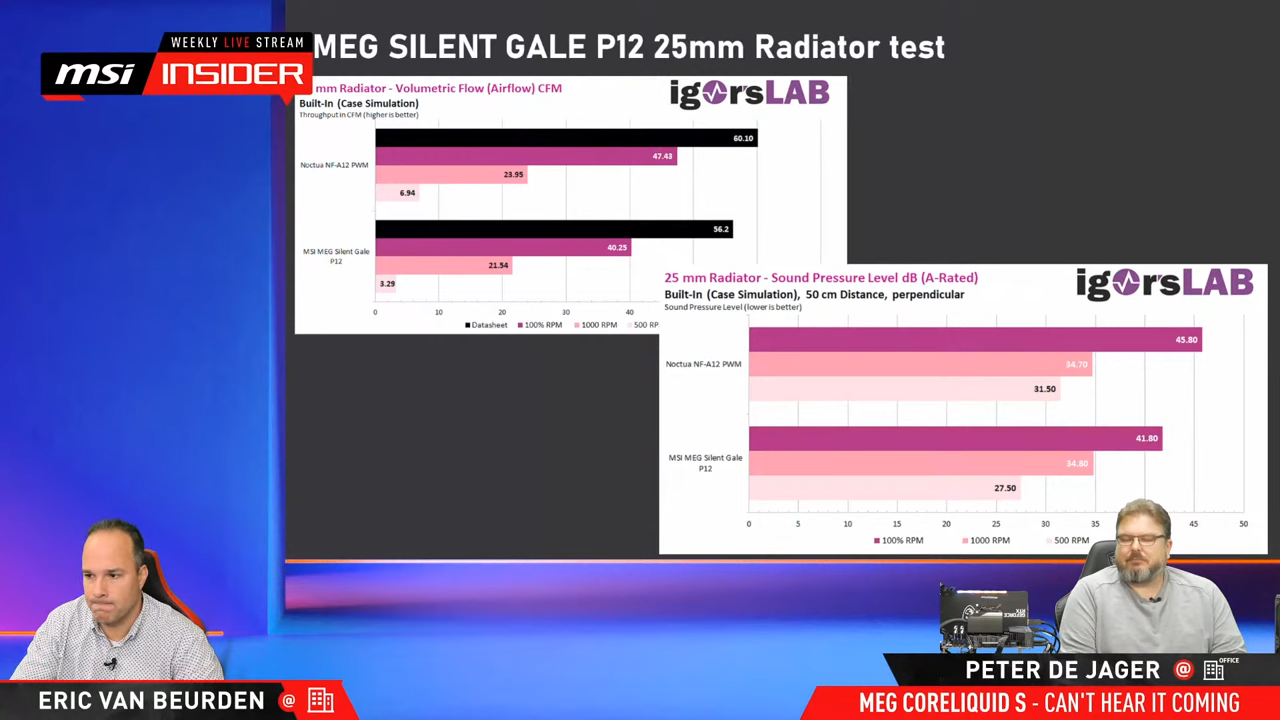 WEEKLY LIVE STREAM
msi INSIDER
MEG SILENT GALE P12 25mm Radiator test
mm Radiator - Volumetric Flow (Airflow) CFM
igorsLAB
Built-In (Case Simulation)
Throughput in CFM (higher is better)
60.10
Noctua NF-A12 PWM
47.43
23.95
6.94
56.2
MSI MEG Silent Gale
P12
40.25
21.54
3.29
0 10 20 30 40
Datasheet 100% RPM 1000 RPM 500 RP
25 mm Radiator - Sound Pressure Level dB (A-Rated)
igorsLAB
Built-In (Case Simulation), 50 cm Distance, perpendicular
Sound Pressure Level (lower is better)
45.80
Noctua NF-A12 PWM
34.70
31.50
41.80
MSI MEG Silent Gale
P12
34.80
27.50
0 5 10 15 20 25 30 35 45 50
100% RPM 1000 RPM 500 RPM
GEFORCE RTX
PETER DE JAGER @ OFFICE
ERIC VAN BEURDEN @
MEG CORELIQUID S - CAN'T HEAR IT COMING